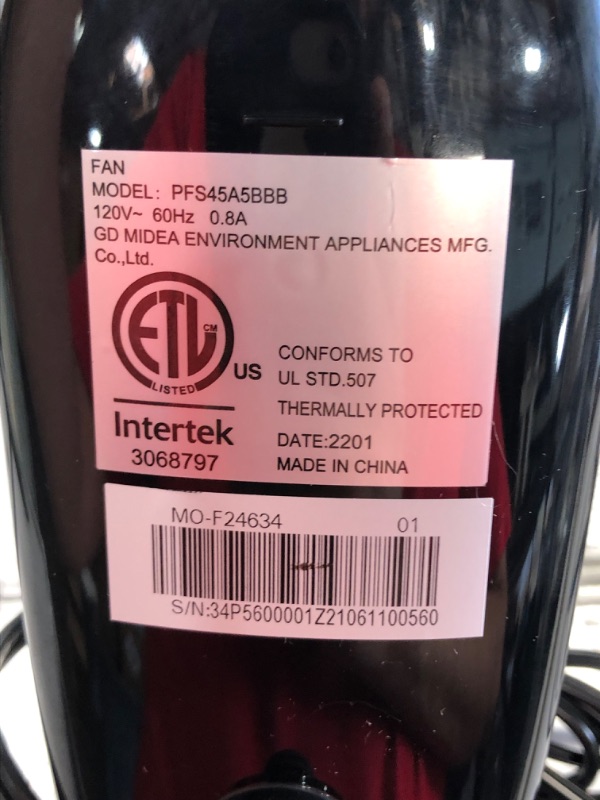 FAN
MODEL: PFS45A5BBB
120V~ 60Hz 0.8A
GD MIDEA ENVIRONMENT APPLIANCES MFG.
Co.,Ltd.
ETL CM
LISTED
US
CONFORMS TO
UL STD.507
Intertek
3068797
THERMALLY PROTECTED
DATE:2201
MADE IN CHINA
MO-F24634 01
S/N:34P5600001Z21061100560